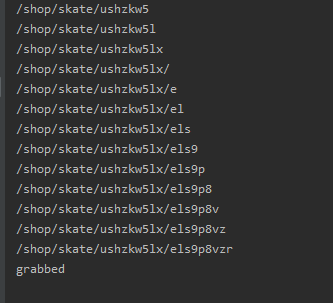 /shop/skate/ushzkw5
/shop/skate/ushzkw5l
/shop/skate/ushzkw5lx
/shop/skate/ushzkw5lx/
/shop/skate/ushzkw5lx/e
/shop/skate/ushzkw5lx/el
/shop/skate/ushzkw5lx/els
/shop/skate/ushzkw5lx/els9
/shop/skate/ushzkw5lx/els9p
/shop/skate/ushzkw5lx/els9p8
/shop/skate/ushzkw5lx/els9p8v
/shop/skate/ushzkw5lx/els9p8vz
/shop/skate/ushzkw5lx/els9p8vzr
grabbed